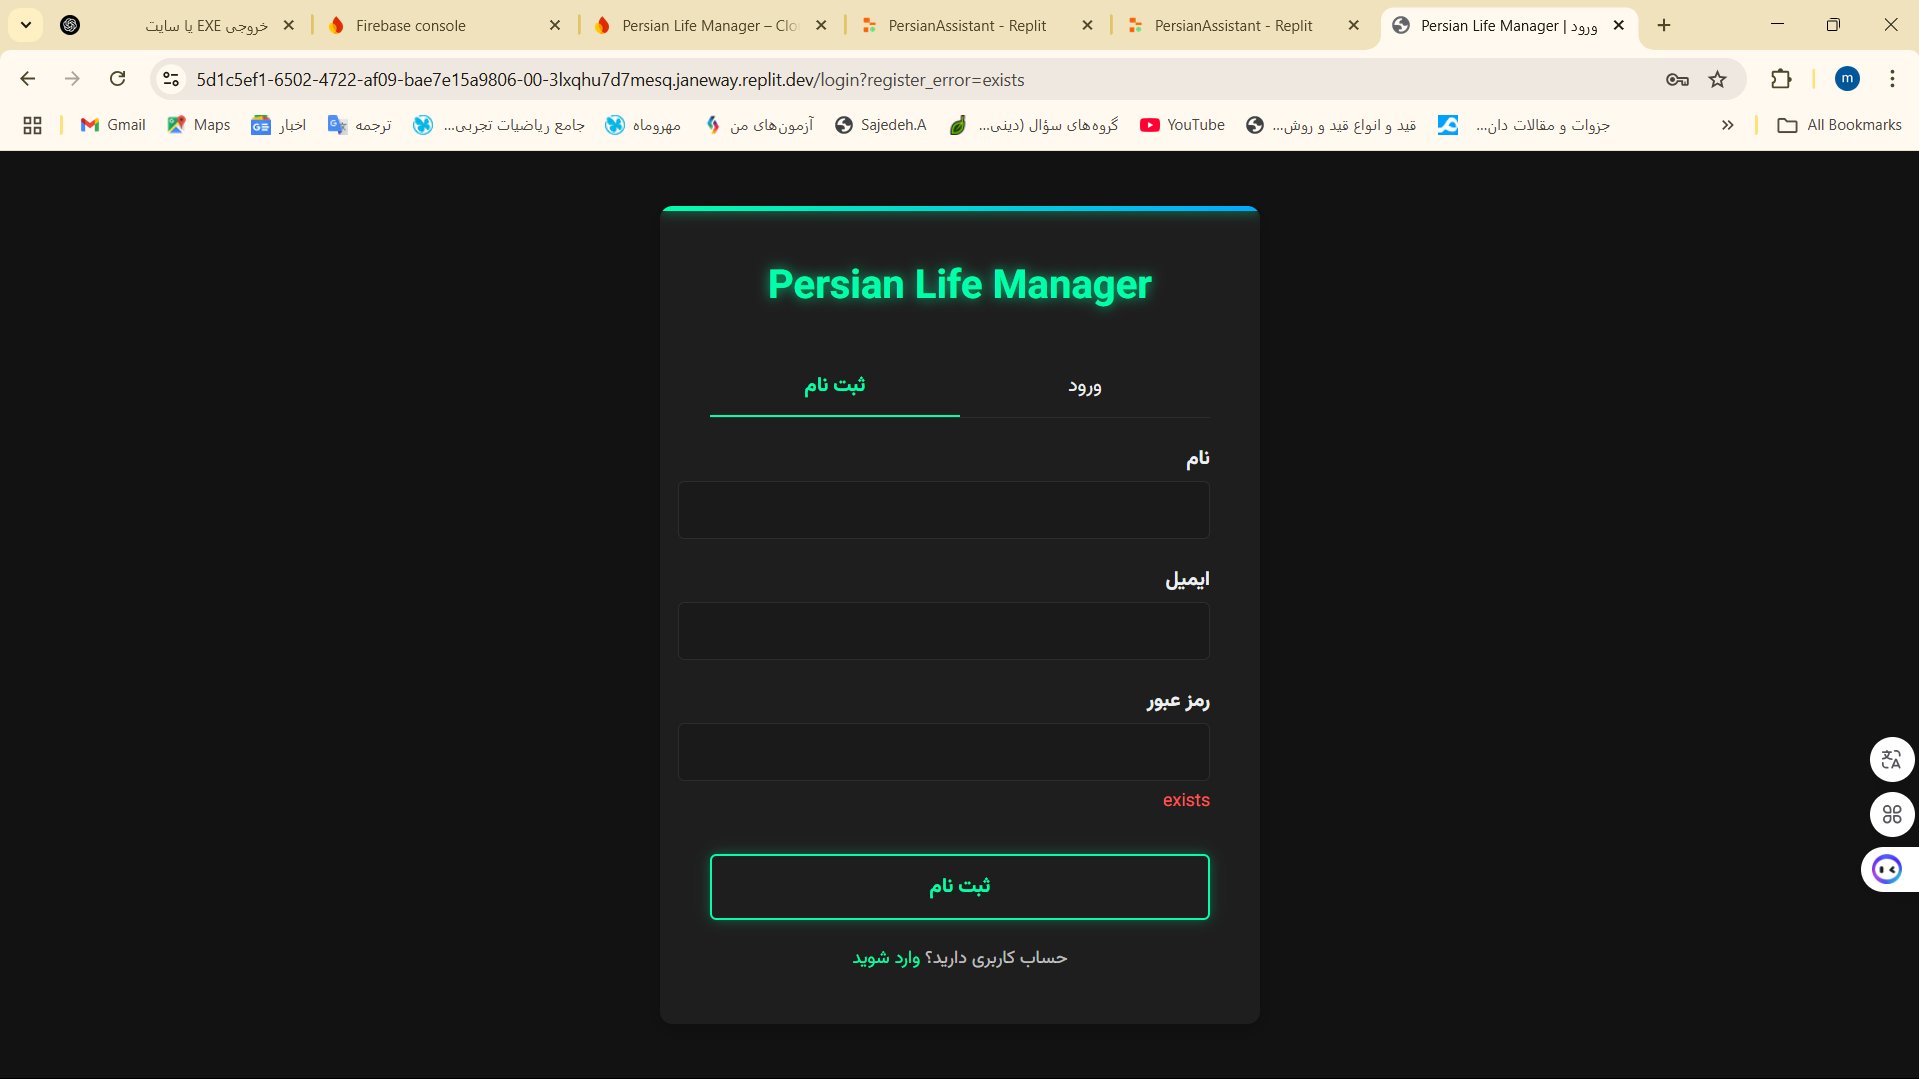 خروجی EXE یا سایت
Firebase console
Persian Life Manager – Clo
PersianAssistant - Replit
PersianAssistant - Replit
Persian Life Manager | ورود
5d1c5ef1-6502-4722-af09-bae7e15a9806-00-3lxqhu7d7mesq.janeway.replit.dev/login?register_error=exists
m
Gmail
Maps
اخبار
ترجمه
جامع ریاضیات تجربی...
مهروماه
آزمون‌های من
Sajedeh.A
گروه‌های سؤال (دینی...
YouTube
قید و انواع قید و روش...
جزوات و مقالات دان...
All Bookmarks
Persian Life Manager
ورود
ثبت نام
نام
ایمیل
رمز عبور
exists
ثبت نام
حساب کاربری دارید؟ وارد شوید